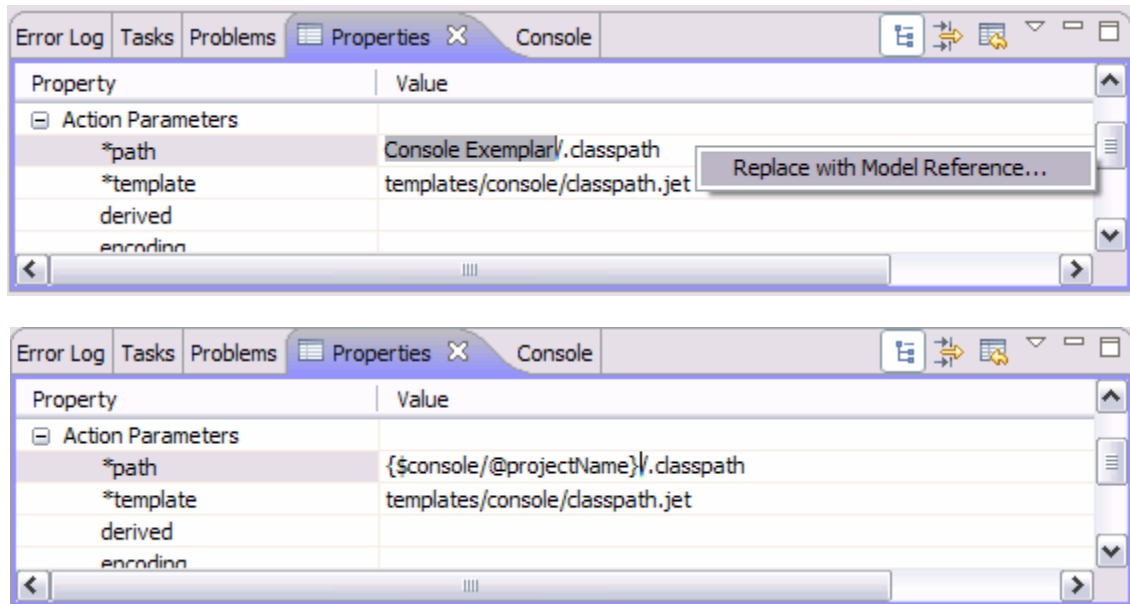 Error Log Tasks Problems Properties Console
Property Value
Action Parameters
*path Console Exemplar/.classpath
Replace with Model Reference...
*template templates/console/classpath.jet
derived
encoding
Error Log Tasks Problems Properties Console
Property Value
Action Parameters
*path {$console/@projectName}/.classpath
*template templates/console/classpath.jet
derived
encoding